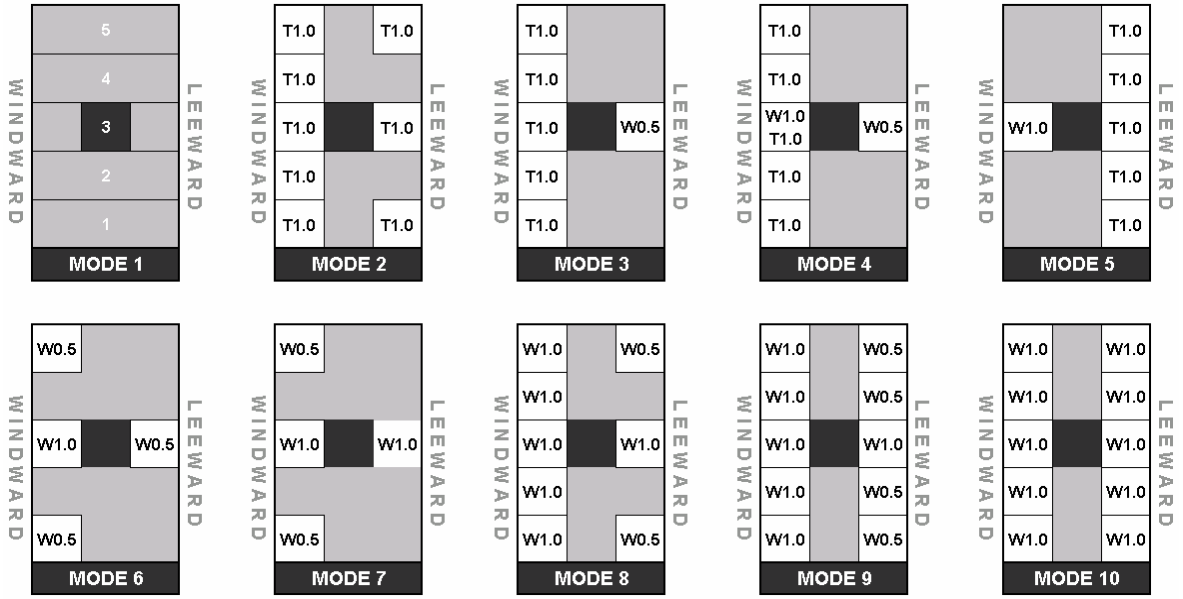 5
4
3
2
1
WINDWARD
LEEWARD
MODE 1
T1.0 T1.0
T1.0
T1.0 T1.0
T1.0
T1.0 T1.0
WINDWARD
LEEWARD
MODE 2
T1.0
T1.0
T1.0 W0.5
T1.0
T1.0
WINDWARD
LEEWARD
MODE 3
T1.0
T1.0
W1.0
T1.0 W0.5
T1.0
T1.0
WINDWARD
LEEWARD
MODE 4
T1.0
T1.0
W1.0 T1.0
T1.0
T1.0
WINDWARD
LEEWARD
MODE 5
W0.5
W1.0 W0.5
W0.5
WINDWARD
LEEWARD
MODE 6
W0.5
W1.0 W1.0
W0.5
WINDWARD
LEEWARD
MODE 7
W1.0 W0.5
W1.0
W1.0 W1.0
W1.0
W1.0 W0.5
WINDWARD
LEEWARD
MODE 8
W1.0 W0.5
W1.0 W0.5
W1.0 W1.0
W1.0 W0.5
W1.0 W0.5
WINDWARD
LEEWARD
MODE 9
W1.0 W1.0
W1.0 W1.0
W1.0 W1.0
W1.0 W1.0
W1.0 W1.0
WINDWARD
LEEWARD
MODE 10